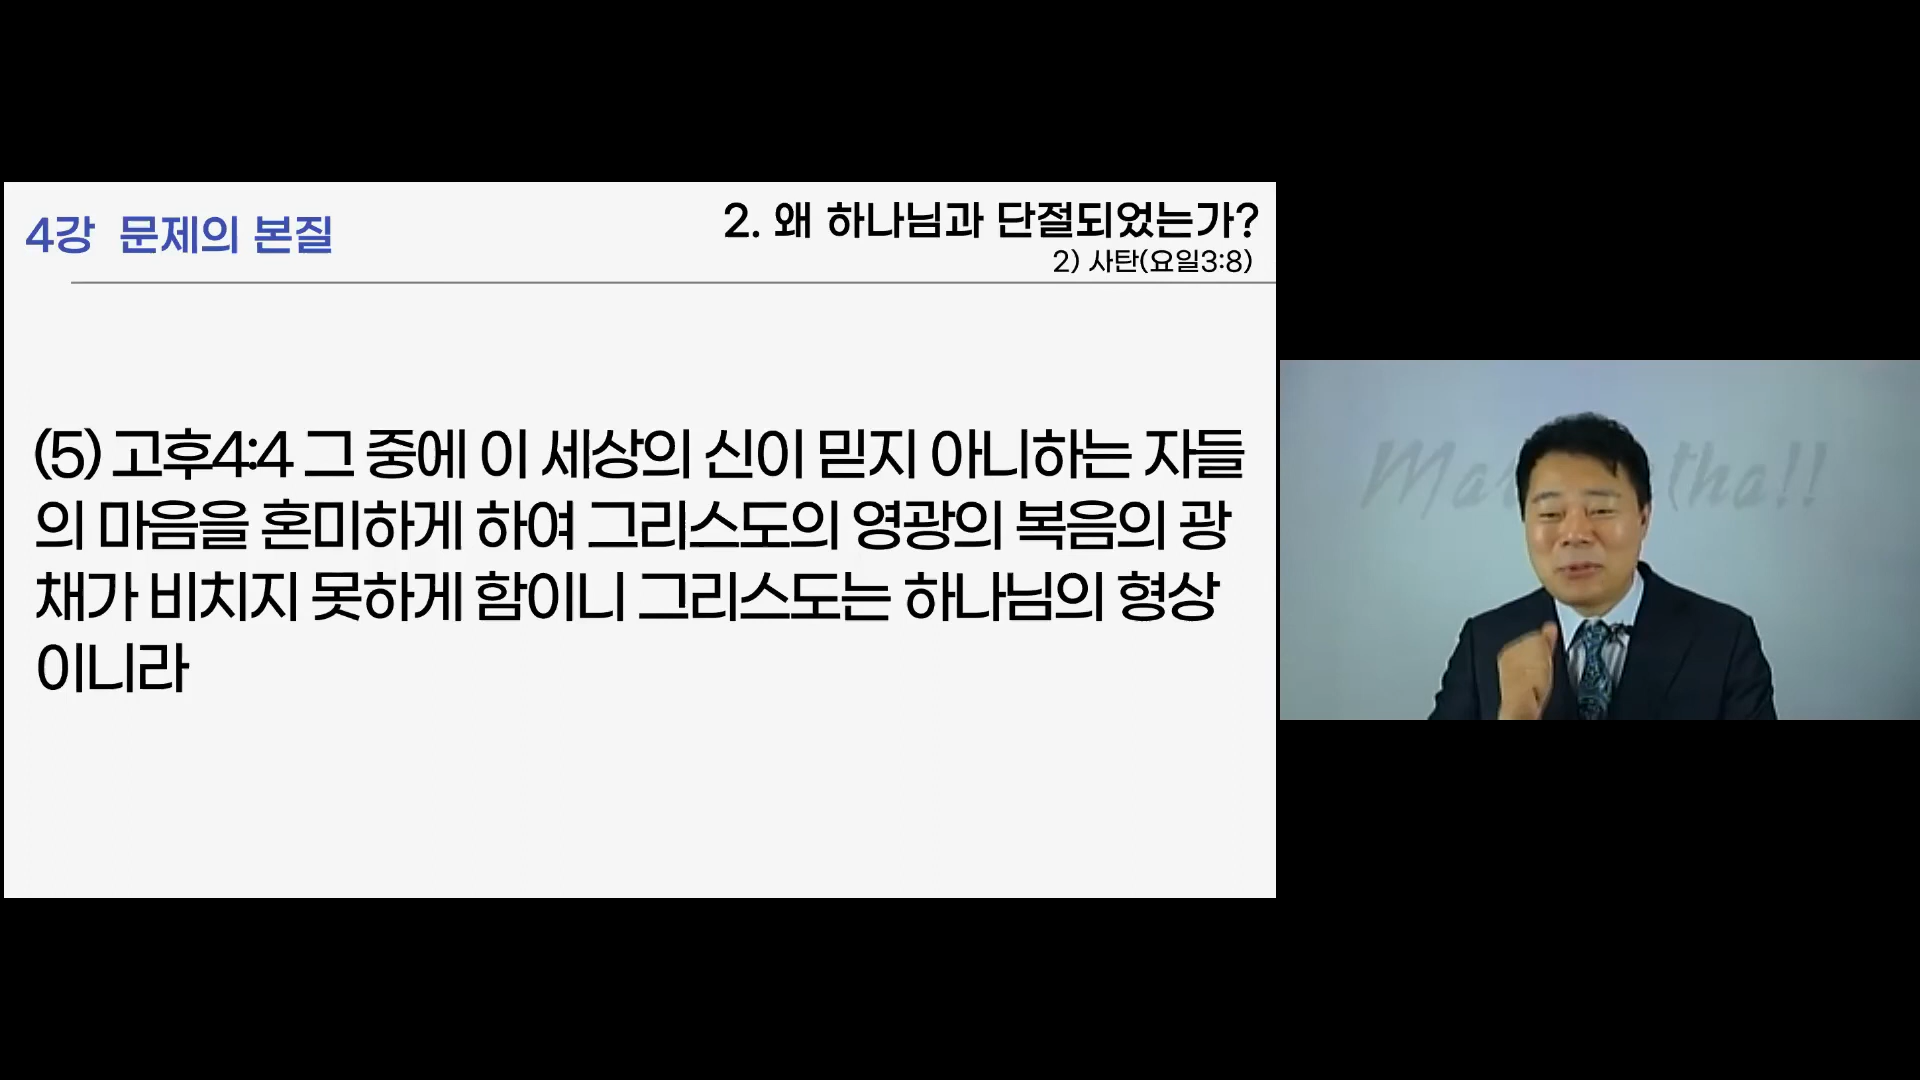 4강 문제의 본질
2. 왜 하나님과 단절되었는가?
2) 사탄(요일3:8)
(5) 고후4:4 그 중에 이 세상의 신이 믿지 아니하는 자들
의 마음을 혼미하게 하여 그리스도의 영광의 복음의 광
채가 비치지 못하게 함이니 그리스도는 하나님의 형상
이니라